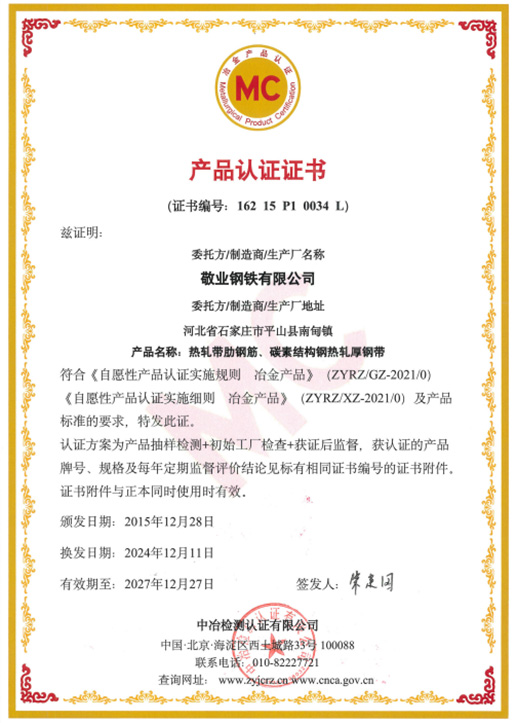 冶金产品认证
MC
Metallurgical Product Certification
产品认证证书
（证书编号：162 15 P1 0034 L）
兹证明：
委托方/制造商/生产厂名称
敬业钢铁有限公司
委托方/制造商/生产厂地址
河北省石家庄市平山县南甸镇
产品名称：热轧带肋钢筋、碳素结构钢热轧厚钢带
符合《自愿性产品认证实施规则 冶金产品》（ZYRZ/GZ-2021/0）
《自愿性产品认证实施细则 冶金产品》（ZYRZ/XZ-2021/0）及产品
标准的要求，特发此证。
认证方案为产品抽样检测+初始工厂检查+获证后监督，获认证的产品
牌号、规格及每年定期监督评价结论见标有相同证书编号的证书附件，
证书附件与正本同时使用时有效。
颁发日期：2015年12月28日
换发日期：2024年12月11日
有效期至：2027年12月27日
签发人：
中冶检测认证有限公司
中国·北京·海淀区西土城路33号 100088
联系电话：010-82227721
查询网址：www.zyjcrz.cn www.cnca.gov.cn